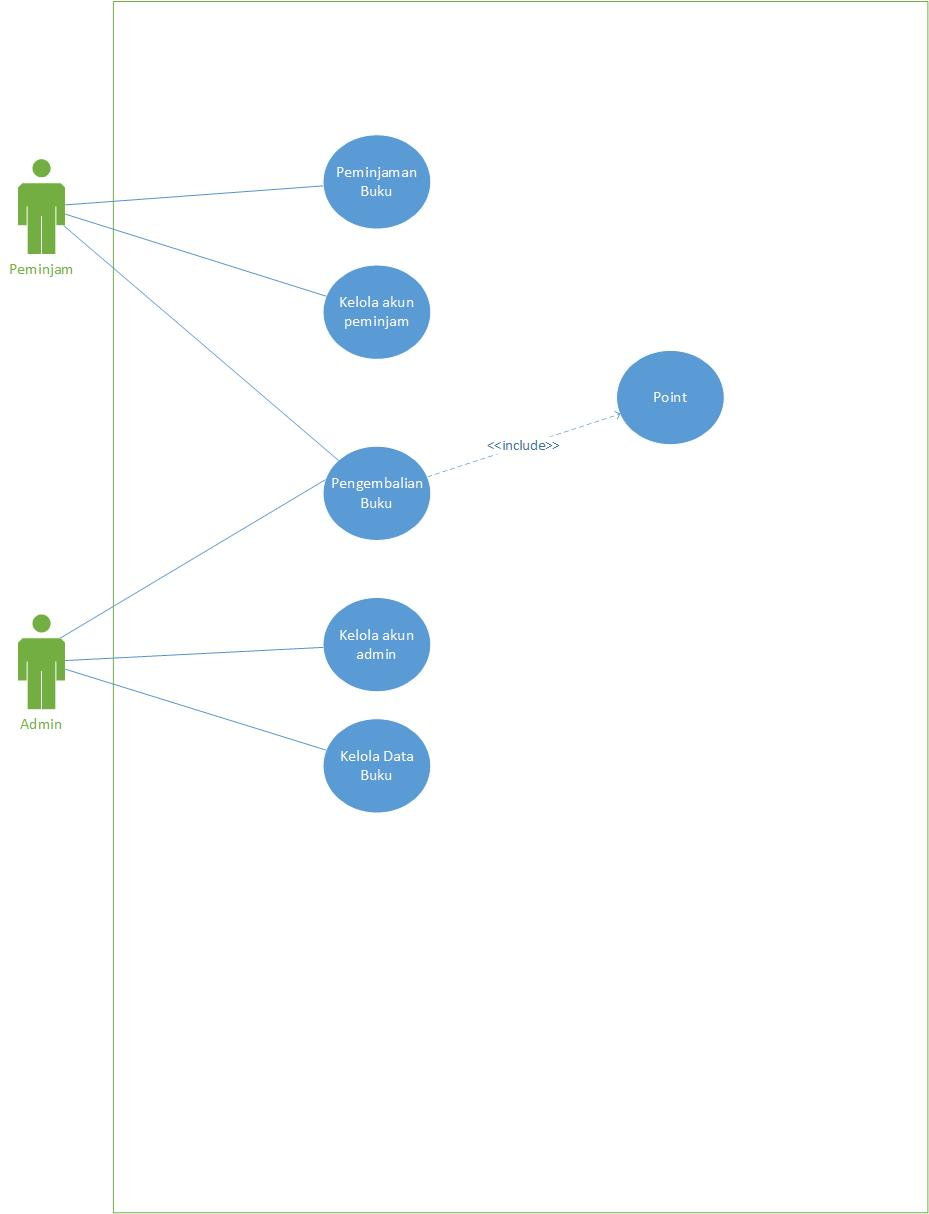 Peminjaman
Buku
Peminjam
Kelola akun
peminjam
Point
<<include>>
Pengembalian
Buku
Kelola akun
admin
Admin
Kelola Data
Buku